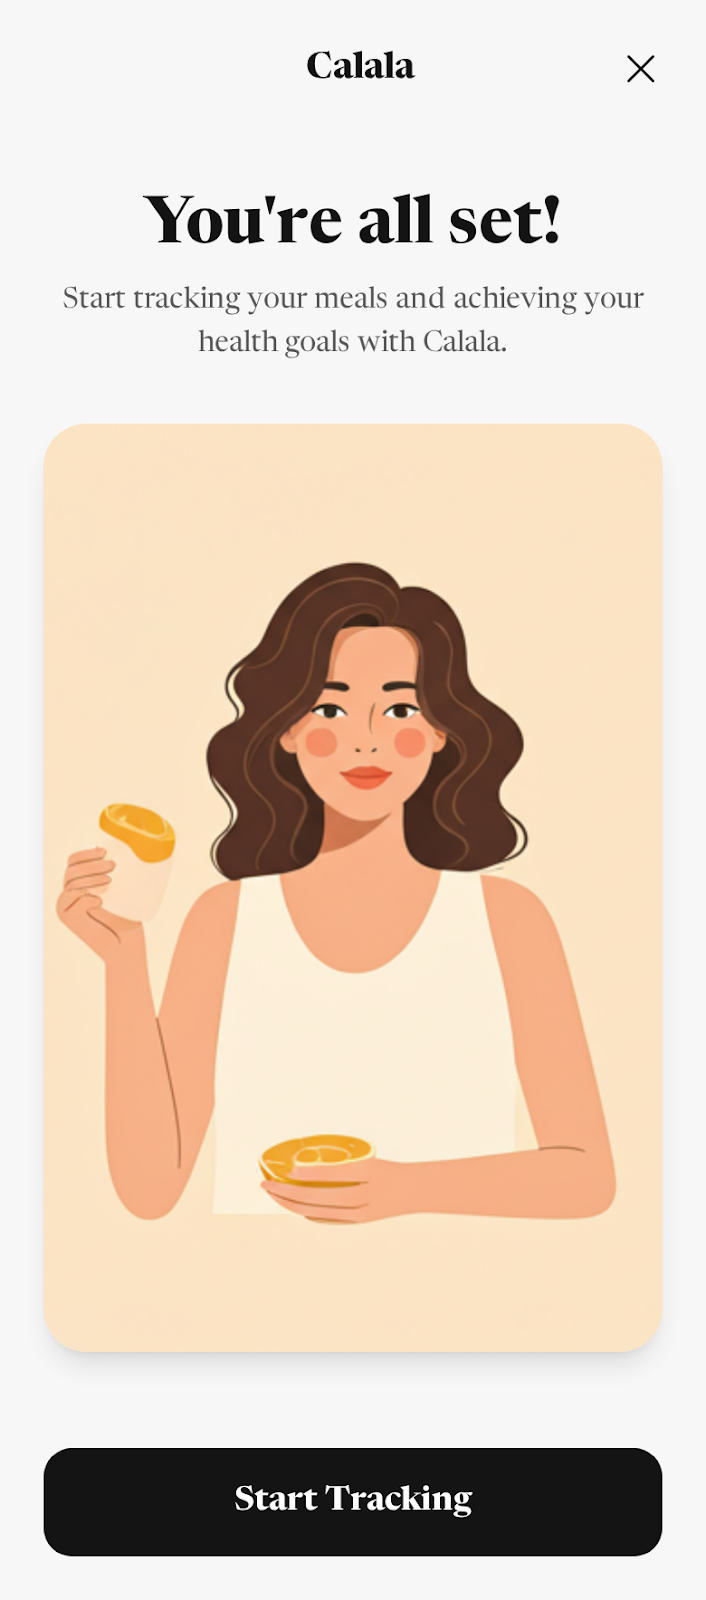 Calala
You're all set!
Start tracking your meals and achieving your
health goals with Calala.
Start Tracking